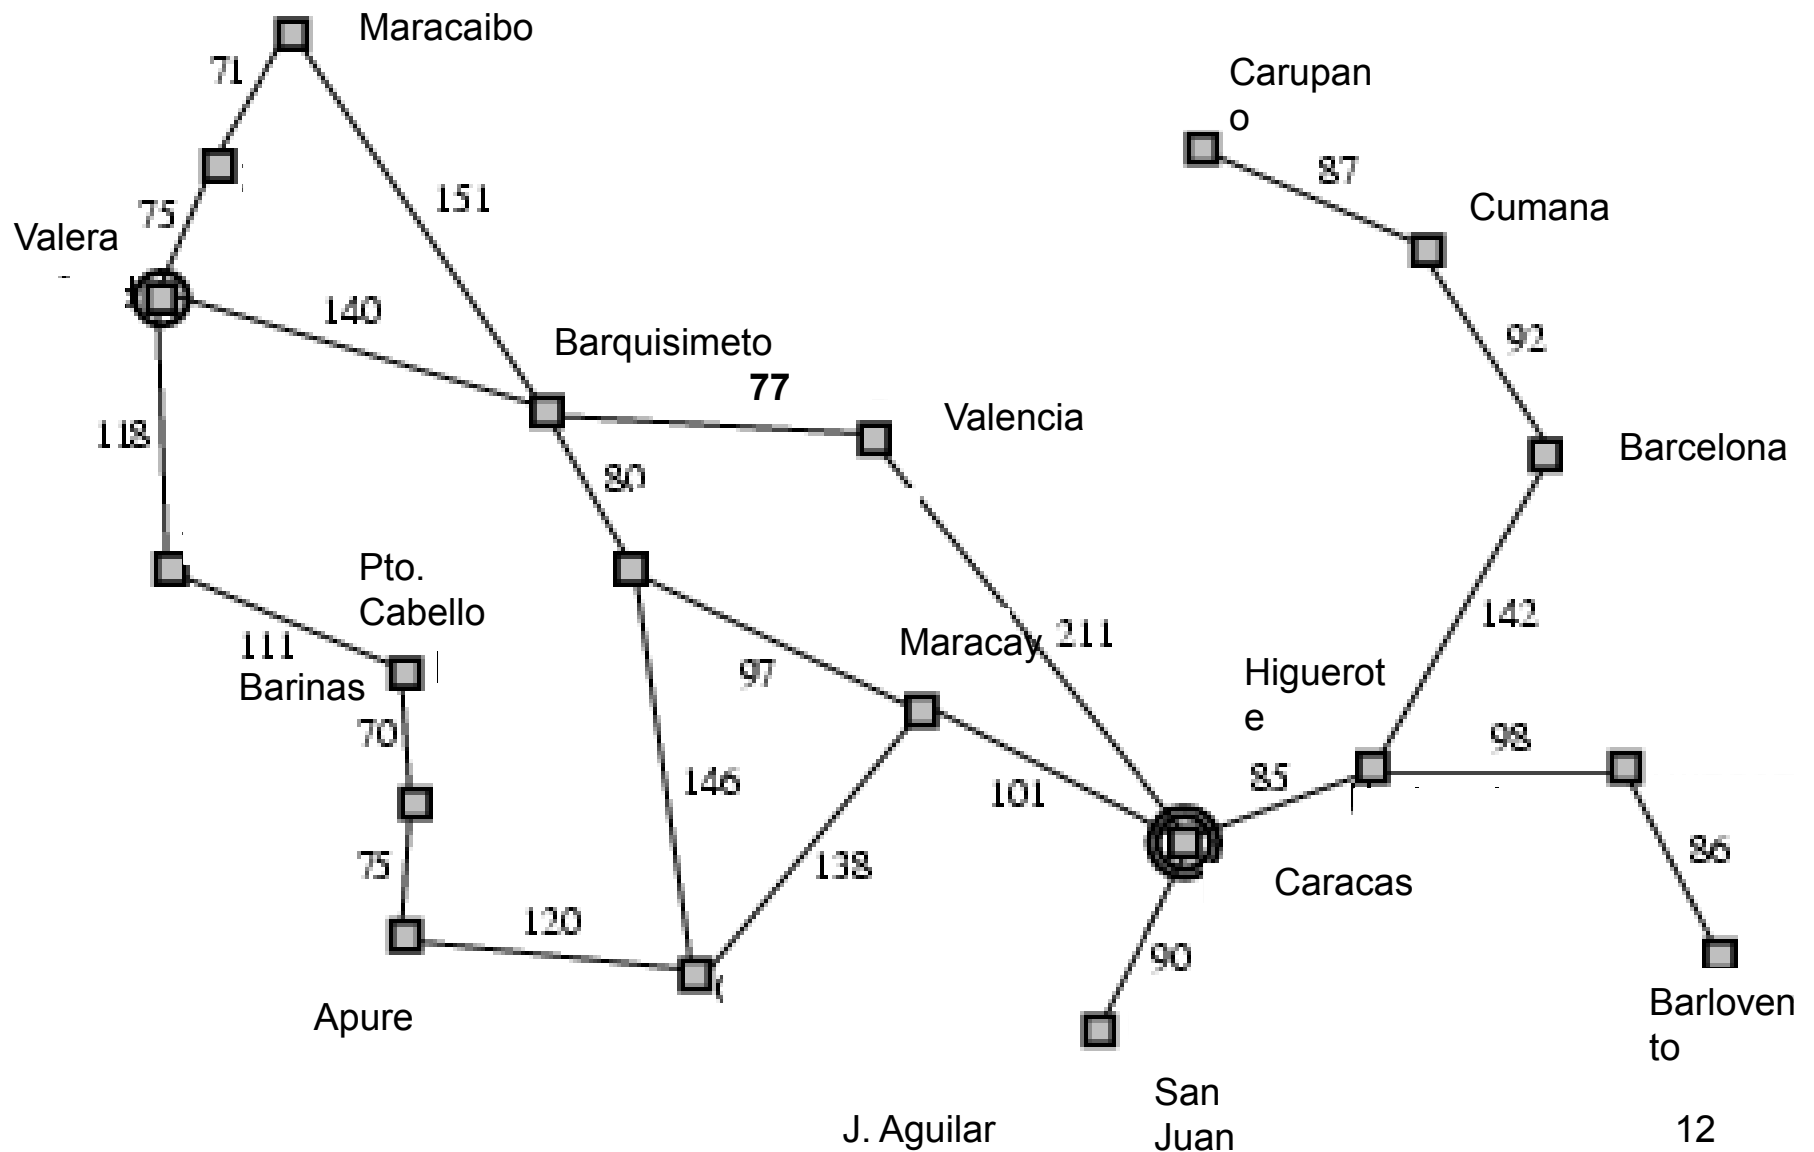 Maracaibo
71
Carupan
o
87
151
75
Cumana
Valera
140
92
Barquisimeto
77
Valencia
118
Barcelona
80
Pto.
Cabello
142
111
Maracay
211
Barinas
97
Higuerot
e
70
98
146
101
85
75
138
86
Caracas
120
90
Apure
Barloven
to
San
Juan
J. Aguilar
12